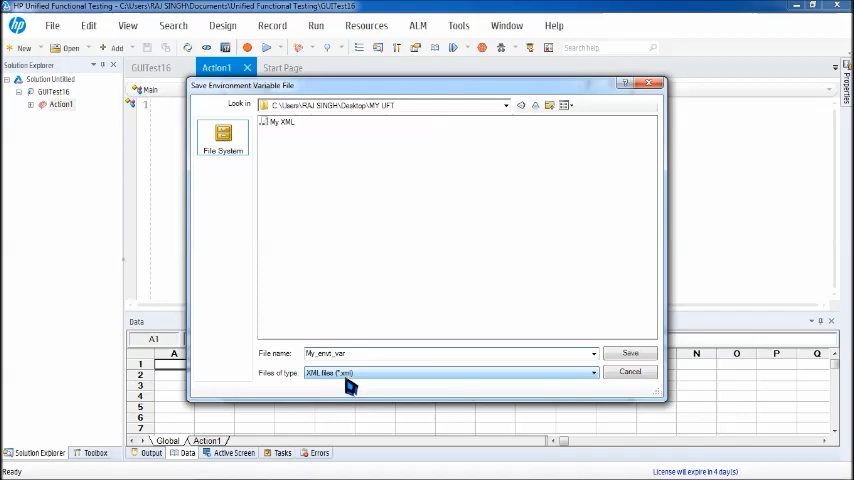 HP Unified Functional Testing - C:\Users\RAJ SINGH\Documents\Unified Functional Testing\GUITest16
File Edit View Search Design Record Run Resources ALM Tools Window Help
New Open Add Search help
Solution Explorer
GUITest16 Action1 Start Page
Solution Untitled
GUITest16
Action1
Main
1
Properties
Save Environment Variable File
Look in C:\Users\RAJ SINGH\Desktop\MY UFT
My XML
File System
File name: My_envt_var Save
Files of type: XML files (*.xml) Cancel
Data
A1
A N O P Q
1
2
3
4
5
6
7
Global Action1
Solution Explorer Toolbox Output Data Active Screen Tasks Errors
Ready License will expire in 4 day(s)